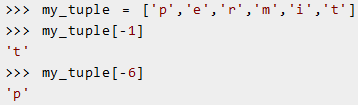 >>> my_tuple = ['p','e','r','m','i','t']
>>> my_tuple[-1]
't'
>>> my_tuple[-6]
'p'